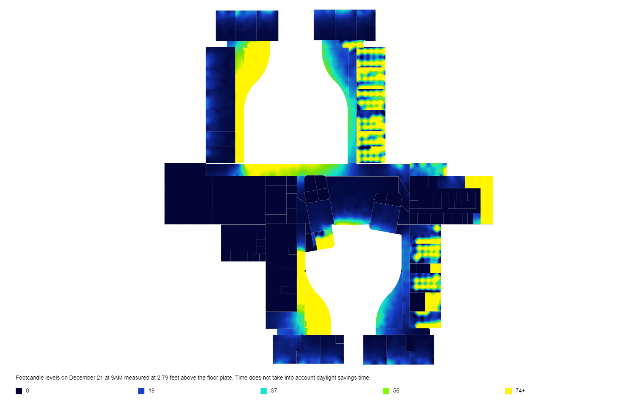 Footcandle levels on December 21 at 9AM measured at 2.79 feet above the floor plate. Time does not take into account daylight savings time.
0 19 37 56 74+